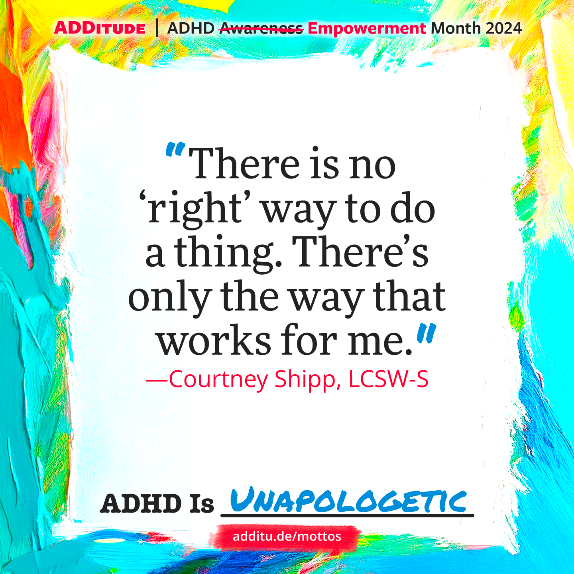 ADDITUDE | ADHD Awareness Empowerment Month 2024
"There is no
‘right’ way to do
a thing. There’s
only the way that
works for me."
—Courtney Shipp, LCSW-S
ADHD Is UNAPOLOGETIC
additu.de/mottos